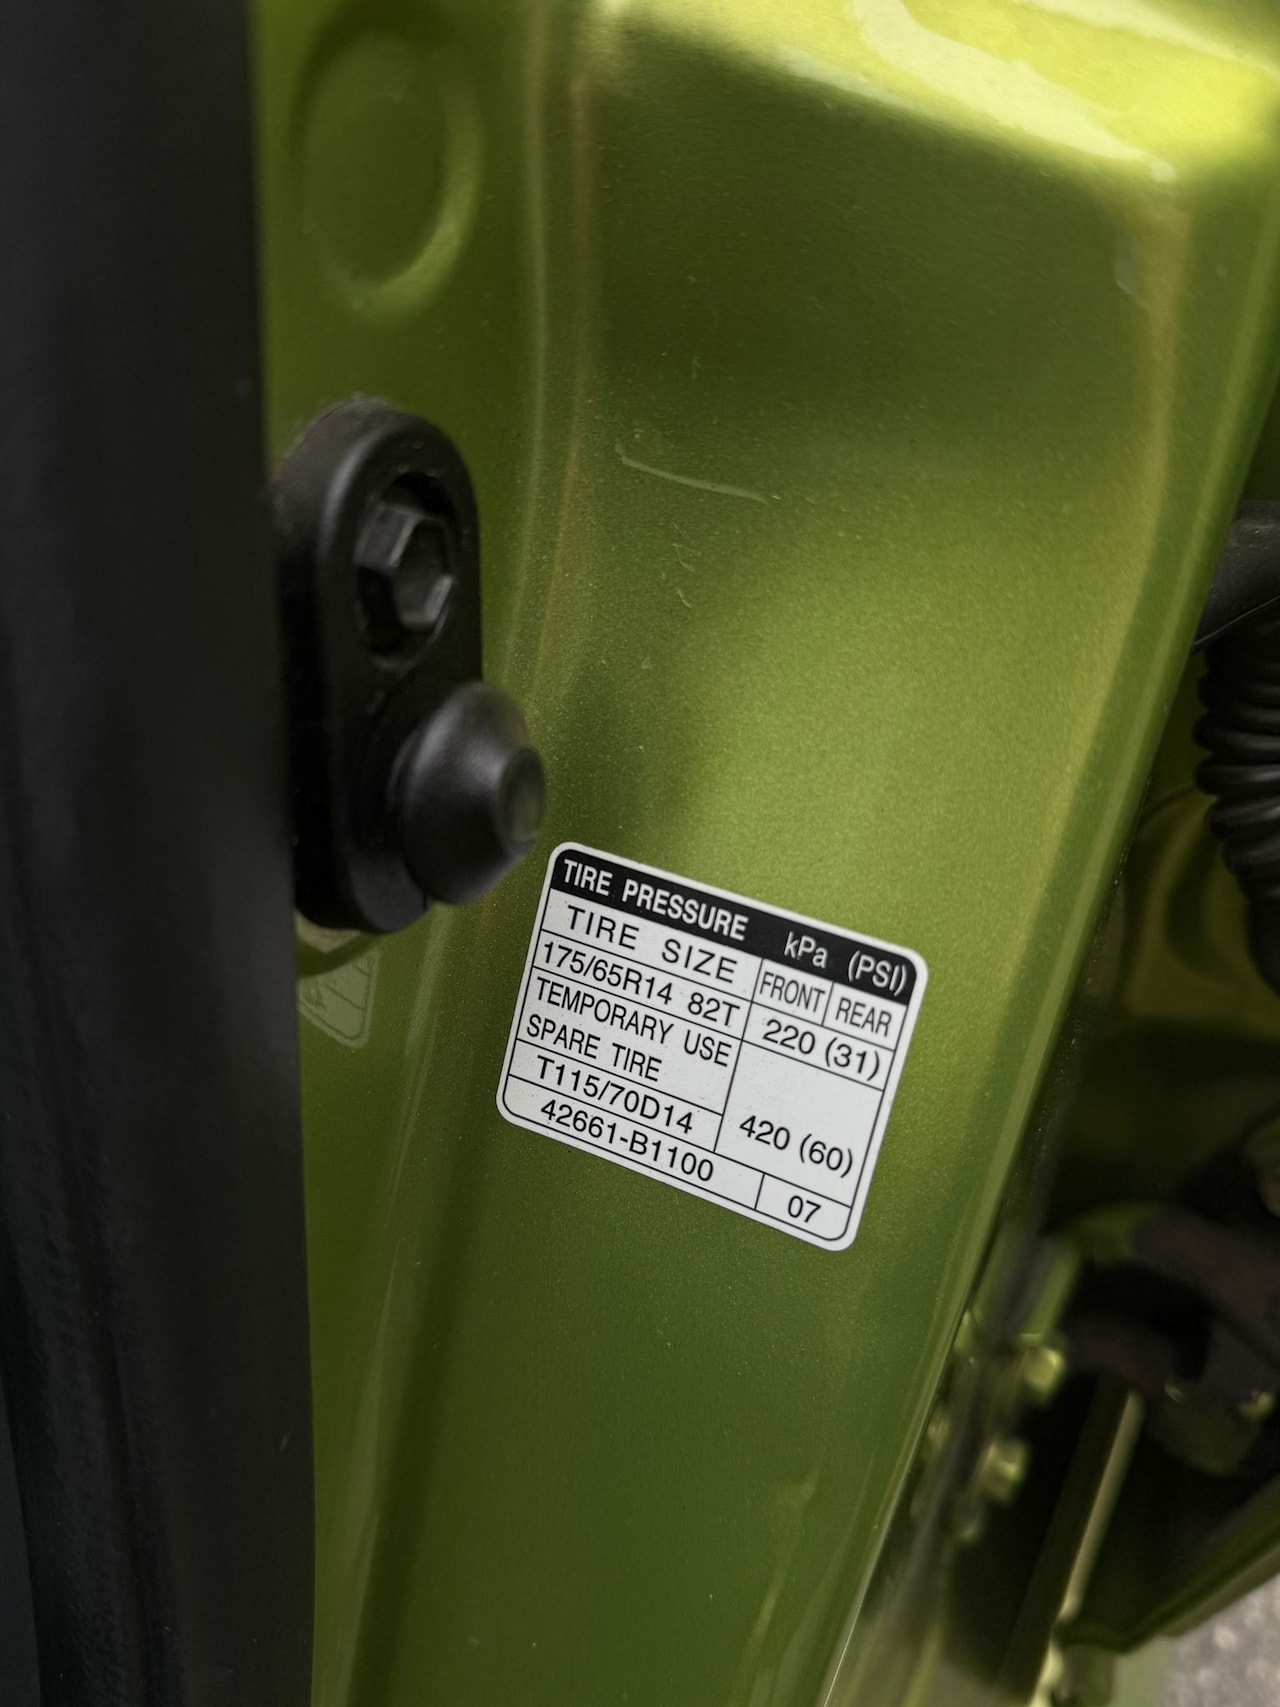 TIRE PRESSURE kPa (PSI)
TIRE SIZE FRONT REAR
175/65R14 82T 220 (31)
TEMPORARY USE
SPARE TIRE
T115/70D14 420 (60)
42661-B1100 07